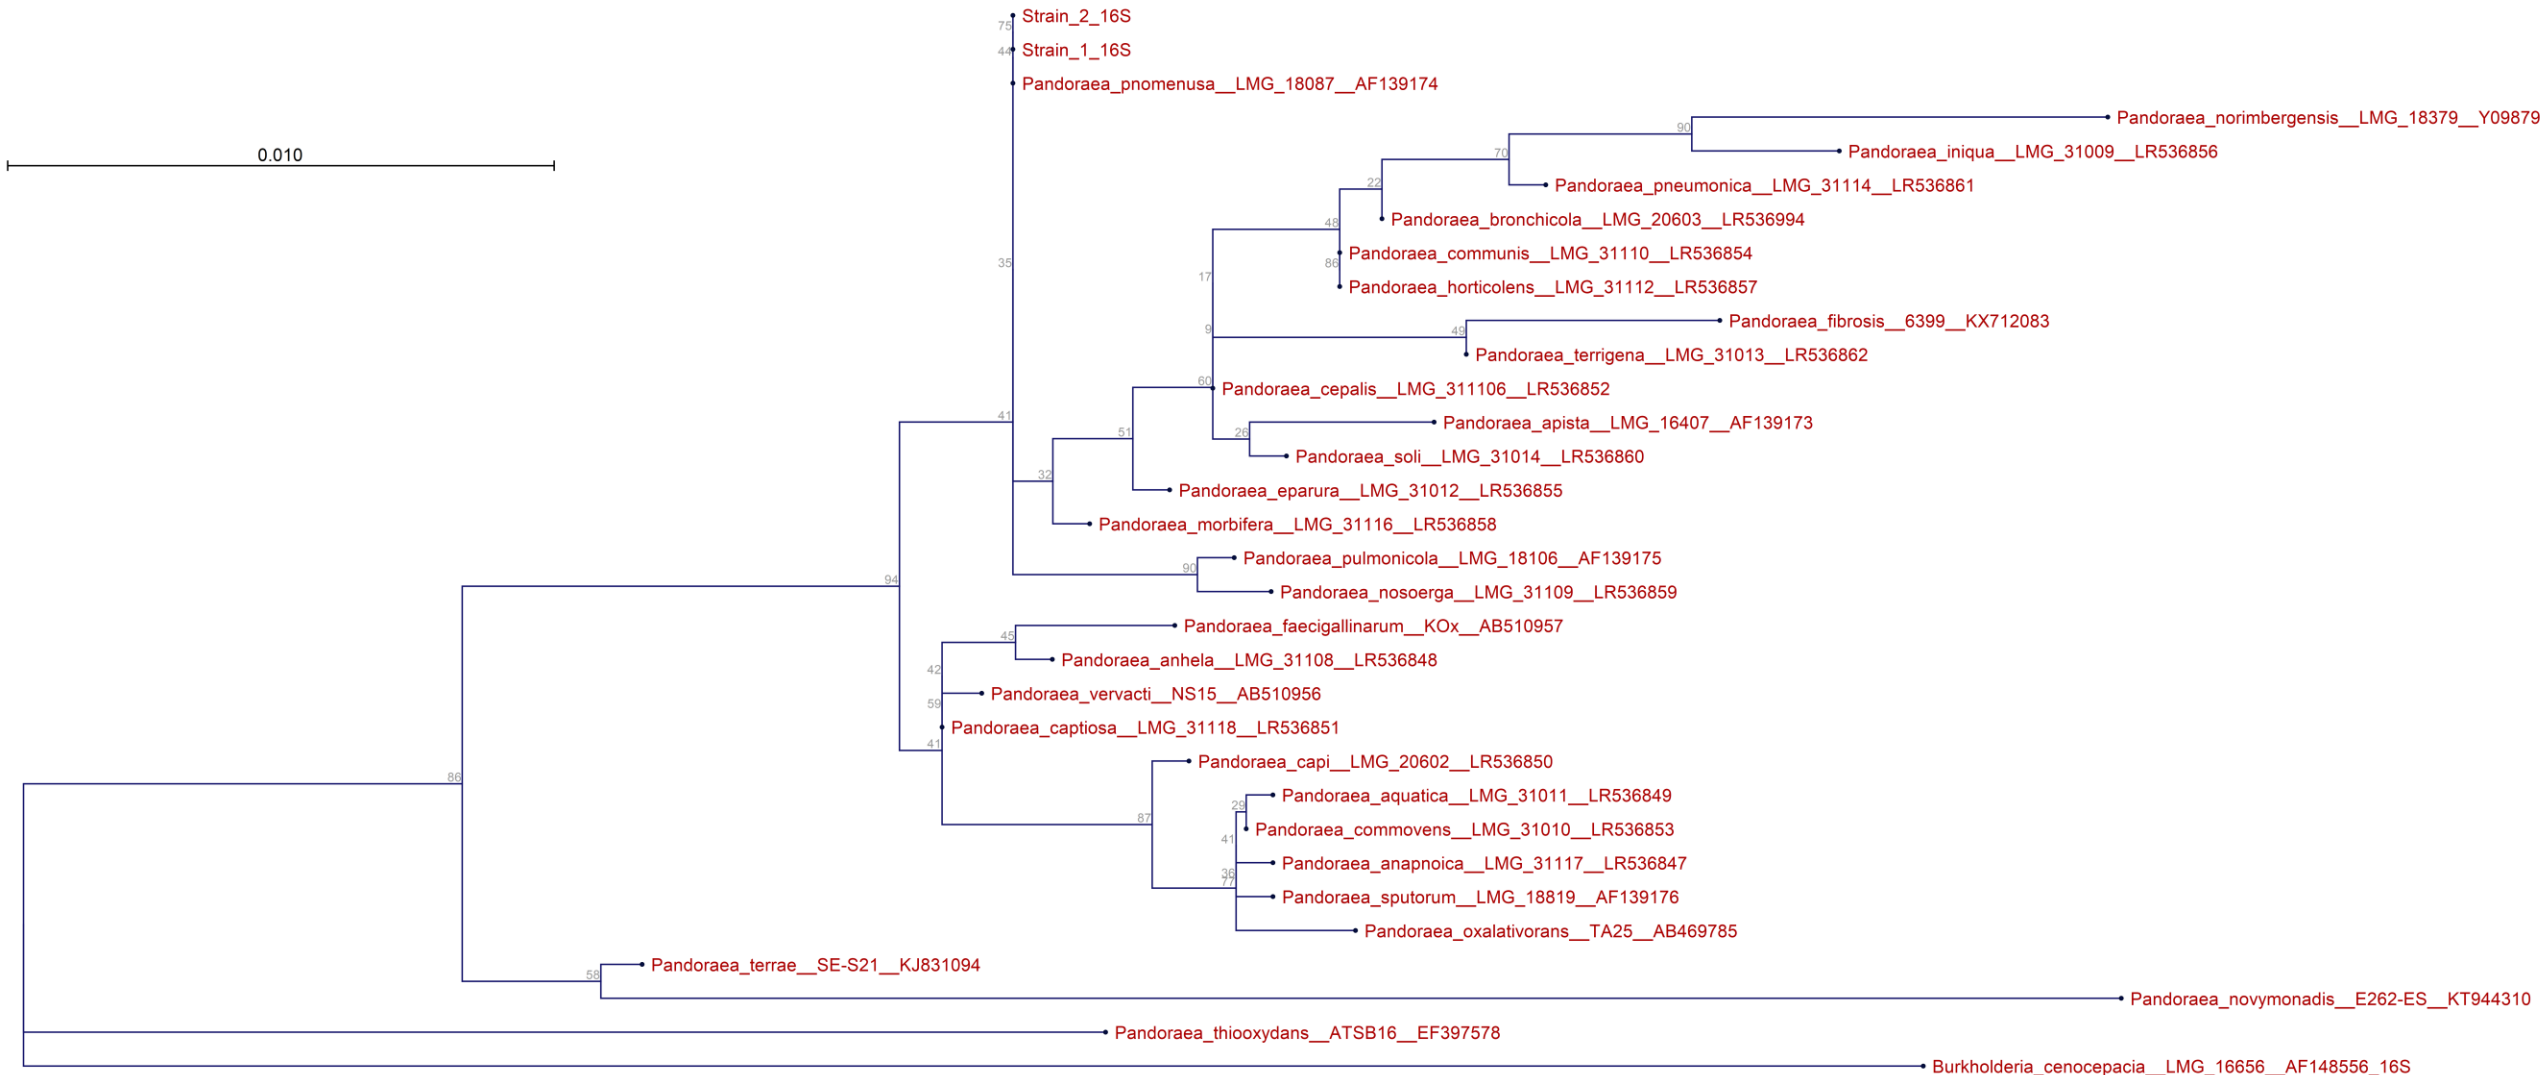 Strain_2_16S
75
Strain_1_16S
44
Pandoraea_pnomenusa__LMG_18087__AF139174
Pandoraea_norimbergensis__LMG_18379__Y09879
90
0.010
Pandoraea_iniqua__LMG_31009__LR536856
70
Pandoraea_pneumonica__LMG_31114__LR536861
22
Pandoraea_bronchicola__LMG_20603__LR536994
48
Pandoraea_communis__LMG_31110__LR536854
35
86
17
Pandoraea_horticolens__LMG_31112__LR536857
Pandoraea_fibrosis__6399__KX712083
9
49
Pandoraea_terrigena__LMG_31013__LR536862
60
Pandoraea_cepalis__LMG_311106__LR536852
41
Pandoraea_apista__LMG_16407__AF139173
51
26
Pandoraea_soli__LMG_31014__LR536860
32
Pandoraea_eparura__LMG_31012__LR536855
Pandoraea_morbifera__LMG_31116__LR536858
Pandoraea_pulmonicola__LMG_18106__AF139175
90
94
Pandoraea_nosoerga__LMG_31109__LR536859
Pandoraea_faecigallinarum__KOx__AB510957
45
Pandoraea_anhela__LMG_31108__LR536848
42
Pandoraea_vervacti__NS15__AB510956
59
Pandoraea_captiosa__LMG_31118__LR536851
41
Pandoraea_capi__LMG_20602__LR536850
86
Pandoraea_aquatica__LMG_31011__LR536849
29
87
Pandoraea_commovens__LMG_31010__LR536853
41
Pandoraea_anapnoica__LMG_31117__LR536847
36
77
Pandoraea_sputorum__LMG_18819__AF139176
Pandoraea_oxalativorans__TA25__AB469785
Pandoraea_terrae__SE-S21__KJ831094
58
Pandoraea_novymonadis__E262-ES__KT944310
Pandoraea_thiooxydans__ATSB16__EF397578
Burkholderia_cenocepacia__LMG_16656__AF148556_16S